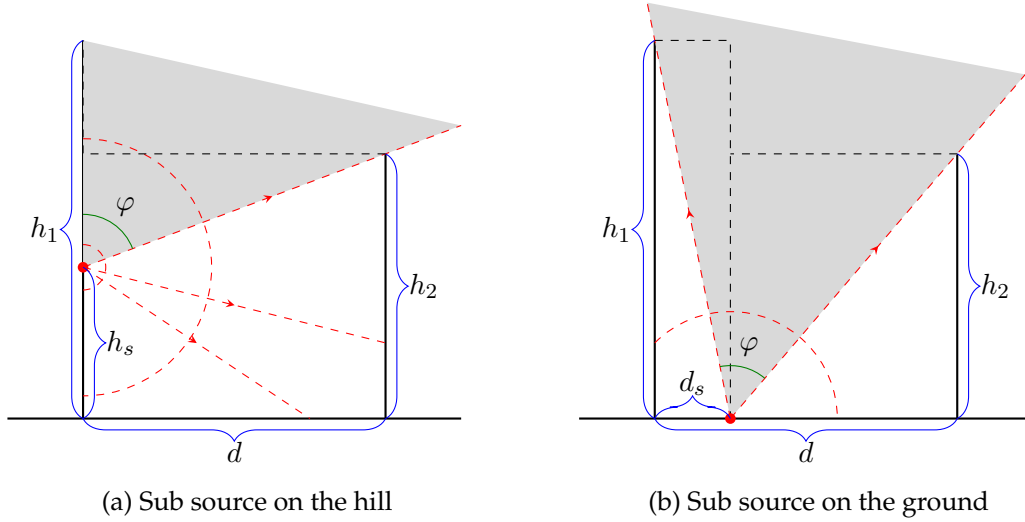 h₁
φ
hₛ
h₂
d
(a) Sub source on the hill
h₁
φ
dₛ
h₂
d
(b) Sub source on the ground